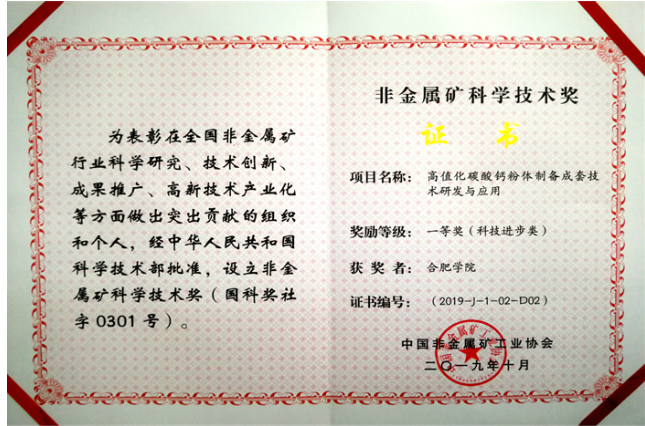 为表彰在全国非金属矿
行业科学研究、技术创新、
成果推广、高新技术产业化
等方面做出突出贡献的组织
和个人，经中华人民共和国
科学技术部批准，设立非金
属矿科学技术奖（国科奖社
字 0301 号）。
非金属矿科学技术奖
证 书
项目名称：高值化碳酸钙粉体制备成套技
术研发与应用
奖励等级：一等奖（科技进步类）
获 奖 者：合肥学院
证书编号：（2019-J-1-02-D02）
中国非金属矿工业协会
二〇一九年十月